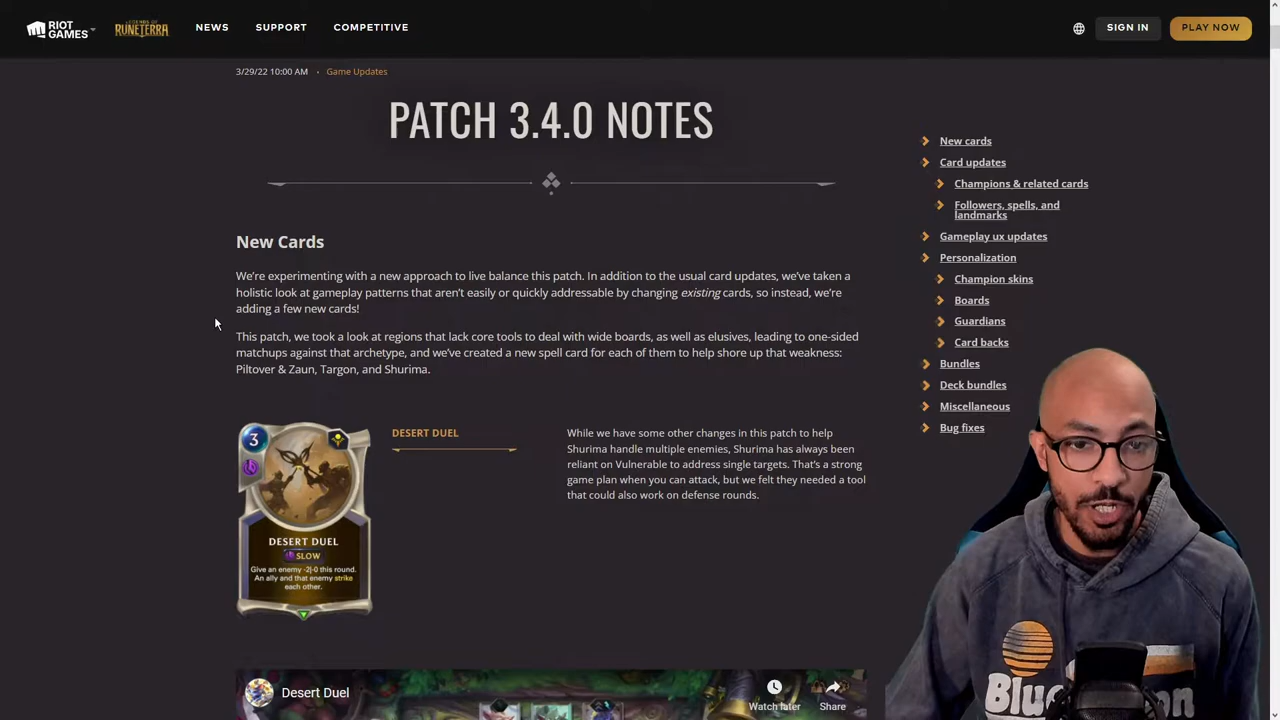 RIOT GAMES
LEGENDS OF RUNETERRA
NEWS
SUPPORT
COMPETITIVE
SIGN IN
PLAY NOW
3/29/22 10:00 AM
Game Updates
PATCH 3.4.0 NOTES
New Cards
We're experimenting with a new approach to live balance this patch. In addition to the usual card updates, we've taken a
holistic look at gameplay patterns that aren't easily or quickly addressable by changing existing cards, so instead, we're
adding a few new cards!
This patch, we took a look at regions that lack core tools to deal with wide boards, as well as elusives, leading to one-sided
matchups against that archetype, and we've created a new spell card for each of them to help shore up that weakness:
Piltover & Zaun, Targon, and Shurima.
3
DESERT DUEL
SLOW
Give an enemy -2|-0 this round.
An ally and that enemy strike
each other.
DESERT DUEL
While we have some other changes in this patch to help
Shurima handle multiple enemies, Shurima has always been
reliant on Vulnerable to address single targets. That's a strong
game plan when you can attack, but we felt they needed a tool
that could also work on defense rounds.
Desert Duel
Watch later
Share
New cards
Card updates
Champions & related cards
Followers, spells, and
landmarks
Gameplay ux updates
Personalization
Champion skins
Boards
Guardians
Card backs
Bundles
Deck bundles
Miscellaneous
Bug fixes